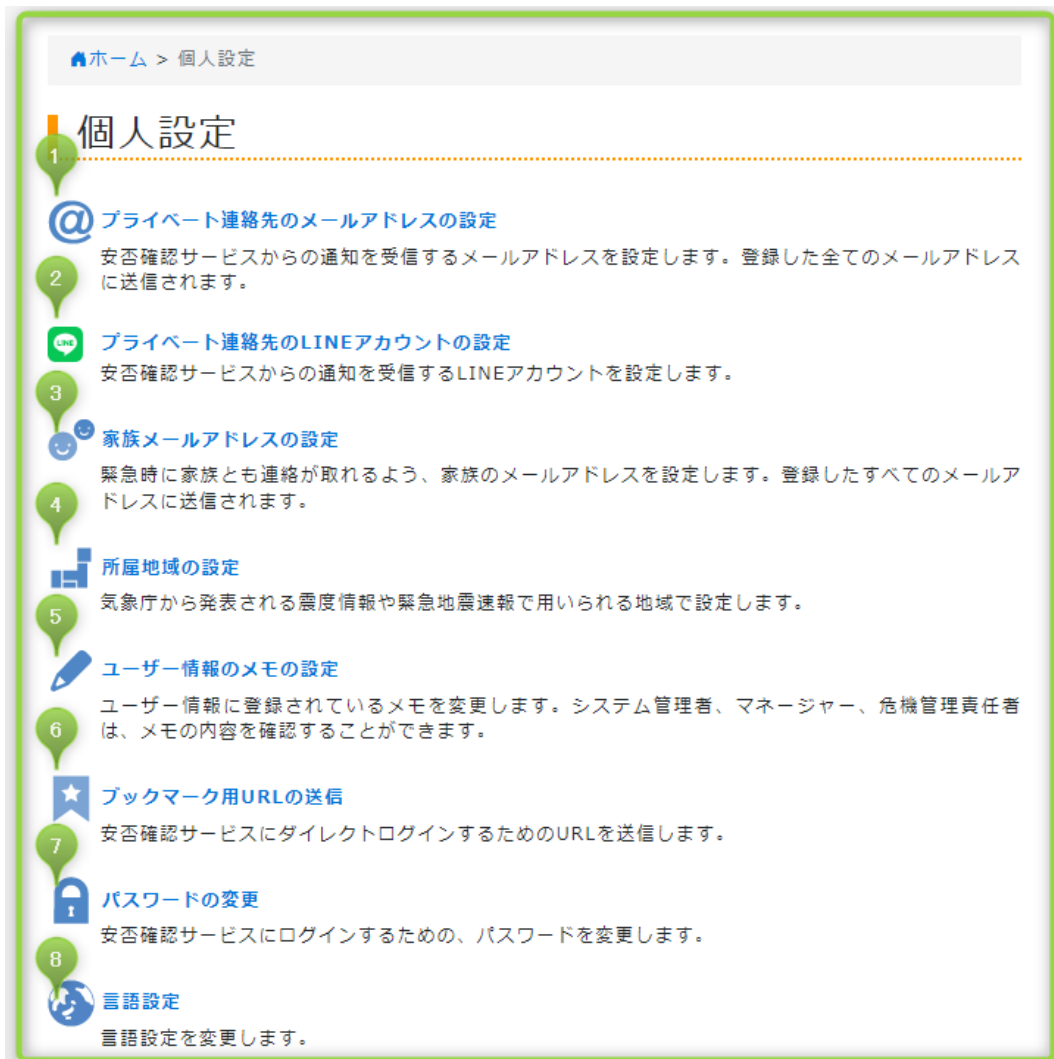 ホーム > 個人設定
個人設定
1
プライベート連絡先のメールアドレスの設定
安否確認サービスからの通知を受信するメールアドレスを設定します。登録した全てのメールアドレス
に送信されます。
2
LINE
プライベート連絡先のLINEアカウントの設定
安否確認サービスからの通知を受信するLINEアカウントを設定します。
3
家族メールアドレスの設定
緊急時に家族とも連絡が取れるよう、家族のメールアドレスを設定します。登録したすべてのメールア
ドレスに送信されます。
4
所属地域の設定
気象庁から発表される震度情報や緊急地震速報で用いられる地域で設定します。
5
ユーザー情報のメモの設定
ユーザー情報に登録されているメモを変更します。システム管理者、マネージャー、危機管理責任者
は、メモの内容を確認することができます。
6
ブックマーク用URLの送信
安否確認サービスにダイレクトログインするためのURLを送信します。
7
パスワードの変更
安否確認サービスにログインするための、パスワードを変更します。
8
言語設定
言語設定を変更します。